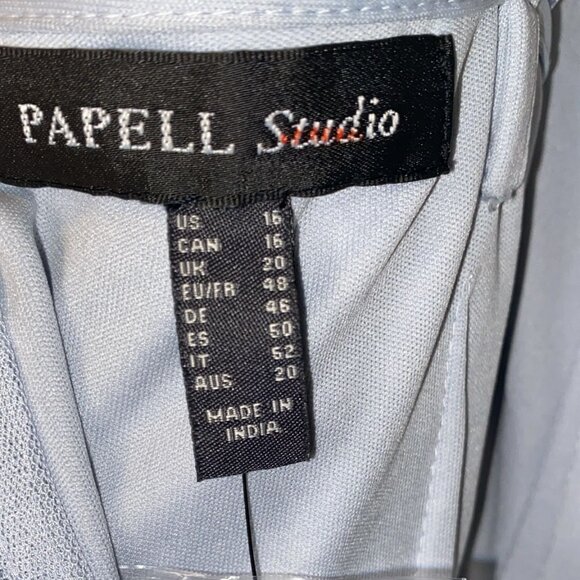 PAPELL Studio
US 16
CAN 16
UK 20
EU/FR 48
DE 46
ES 50
IT 52
AUS 20
MADE IN
INDIA